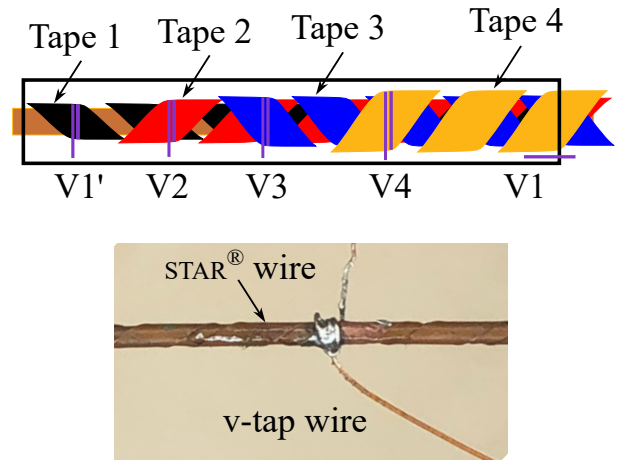 Tape 1
Tape 2
Tape 3
Tape 4
V1' V2 V3 V4 V1
STAR® wire
v-tap wire